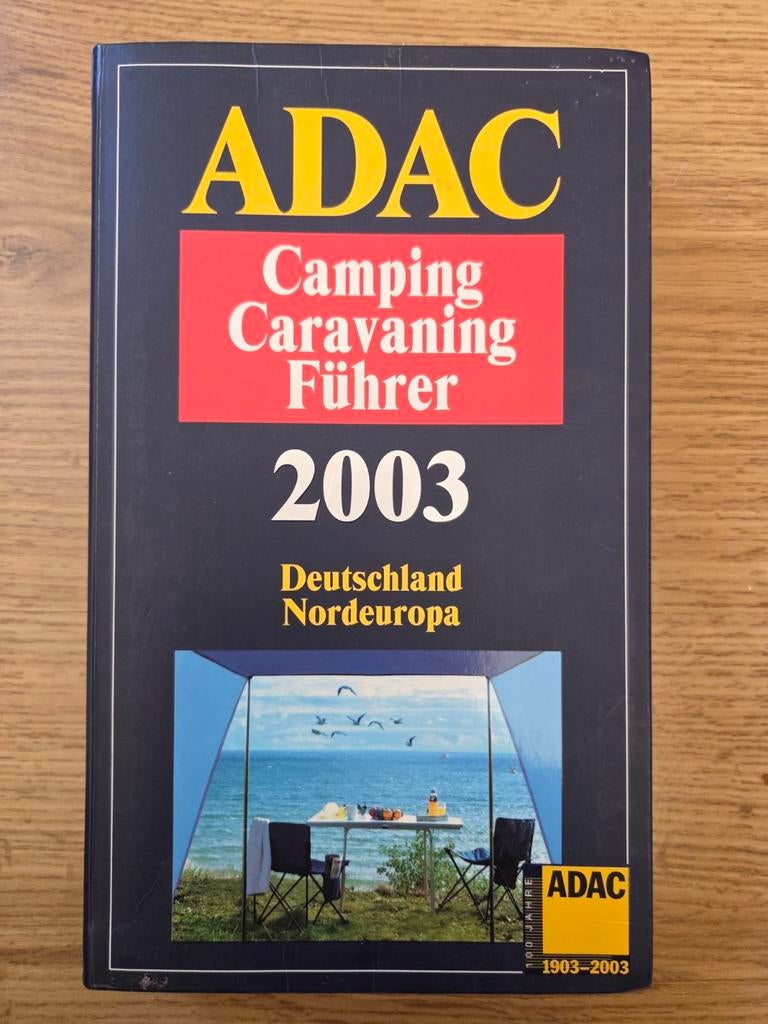 ADAC
Camping
Caravaning
Führer
2003
Deutschland
Nordeuropa
100 JAHRE
ADAC
1903–2003